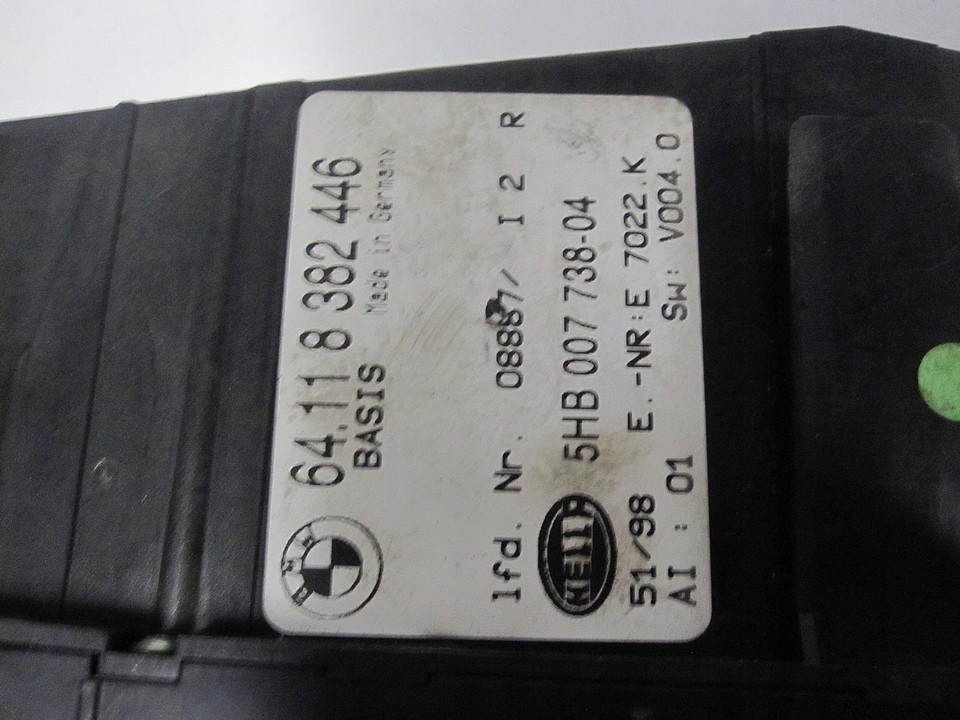 BMW
64.11 8 382 446
BASIS
Made in Germany
lfd. Nr. 08887/ I 2 R
HELLA
5HB 007 738-04
51/98 E.-NR:E 7022.K
AI : 01 SW: V004.0